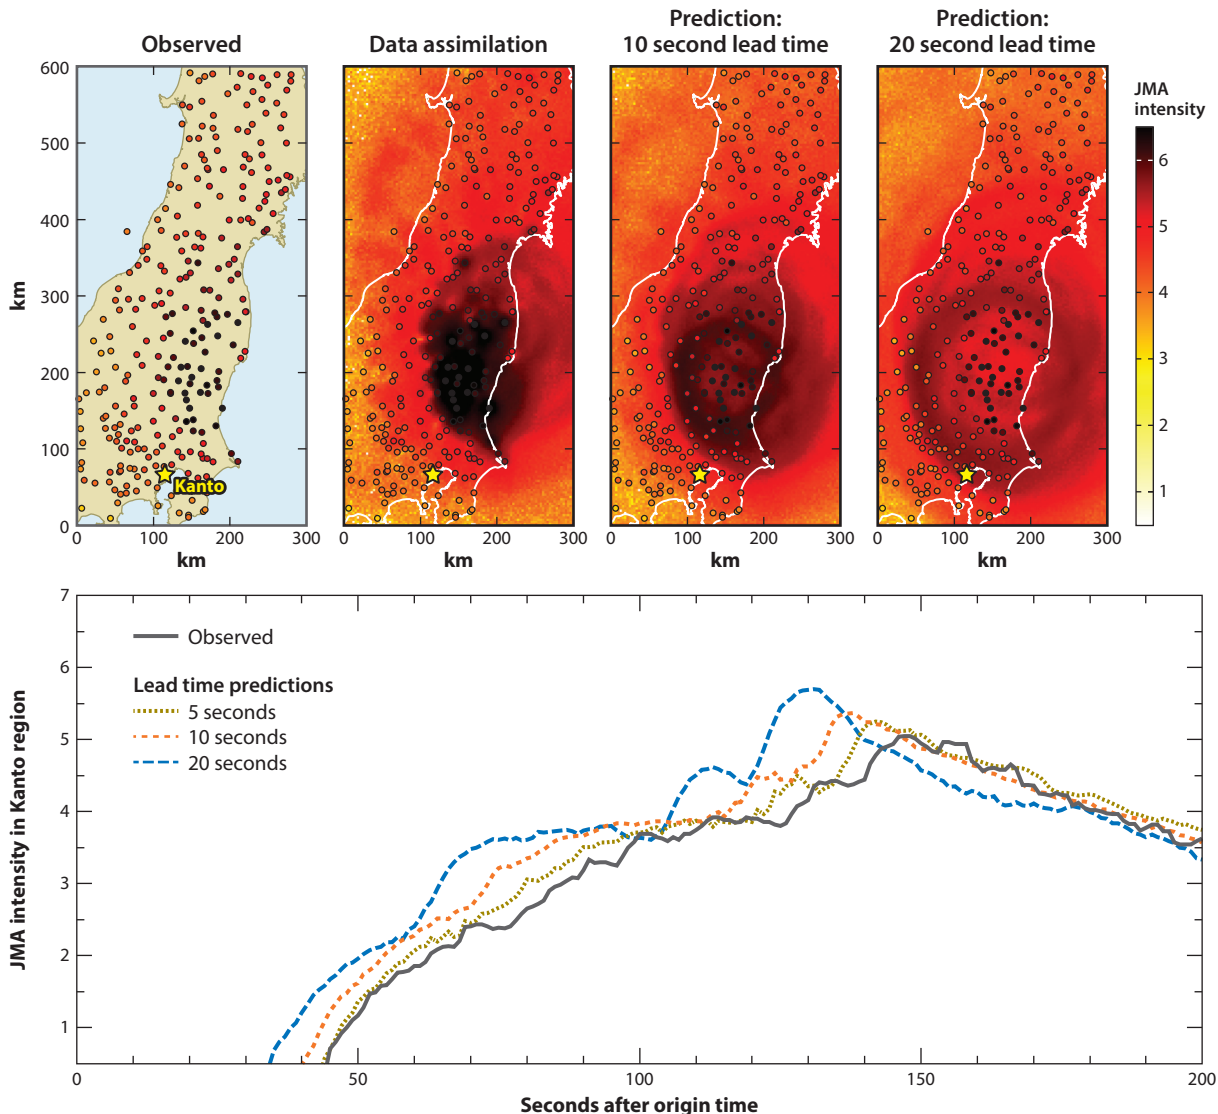 Observed
Data assimilation
Prediction:
10 second lead time
Prediction:
20 second lead time
JMA
intensity
600
500
400
300
200
100
0
km
Kanto
0
100
200
300
km
0
100
200
300
km
0
100
200
300
km
0
100
200
300
km
6
5
4
3
2
1
7
6
5
4
3
2
1
JMA intensity in Kanto region
Observed
Lead time predictions
5 seconds
10 seconds
20 seconds
0
50
100
150
200
Seconds after origin time